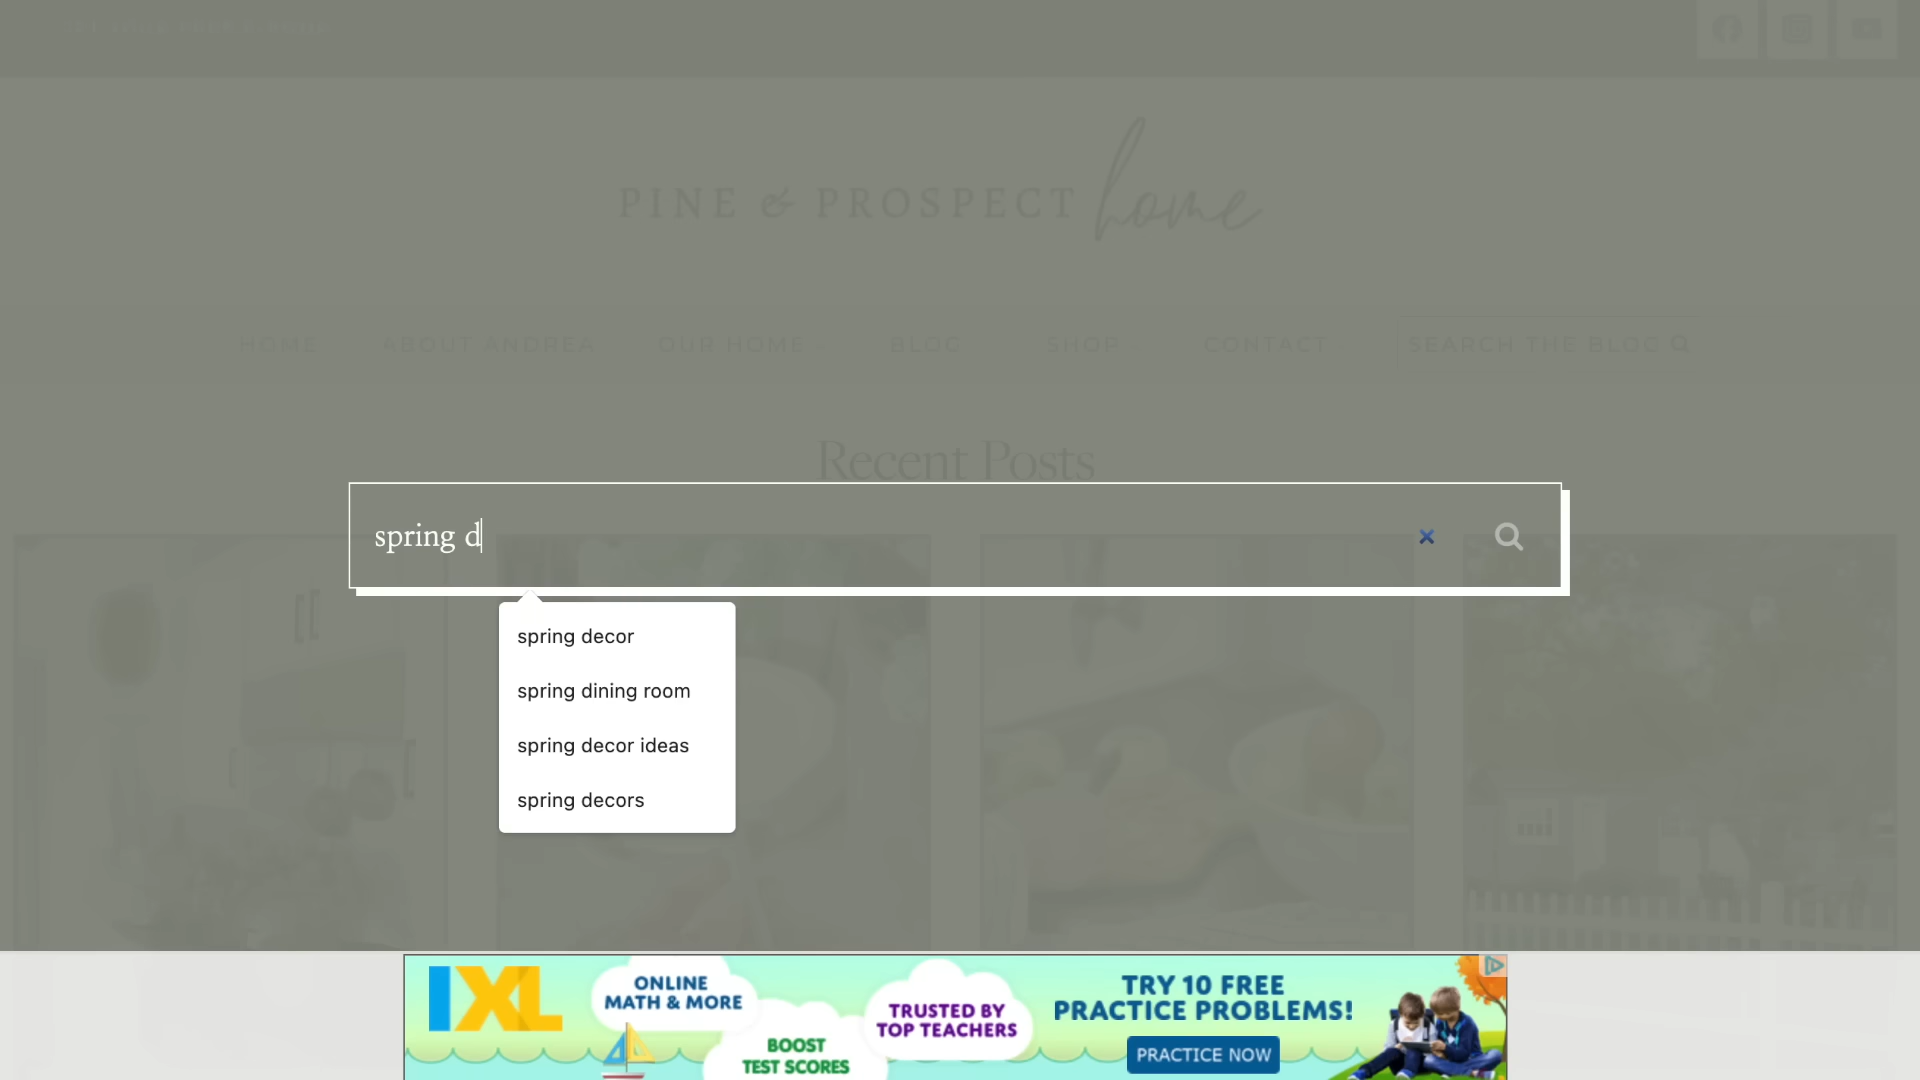 PINE & PROSPECT home
HOME
ABOUT ANDREA
OUR HOME
BLOG
SHOP
CONTACT
SEARCH THE BLOG
Recent Posts
spring d
spring decor
spring dining room
spring decor ideas
spring decors
IXL
ONLINE
MATH & MORE
BOOST
TEST SCORES
TRUSTED BY
TOP TEACHERS
TRY 10 FREE
PRACTICE PROBLEMS!
PRACTICE NOW